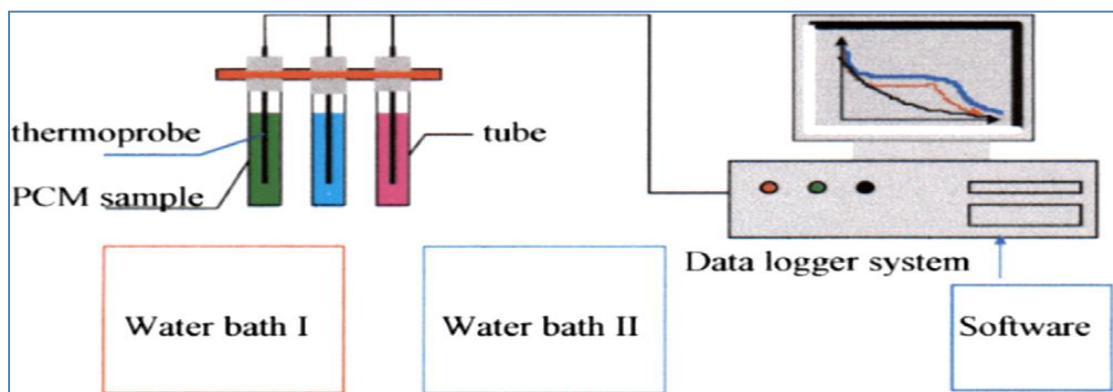 thermoprobe
tube
PCM sample
Data logger system
Water bath I
Water bath II
Software